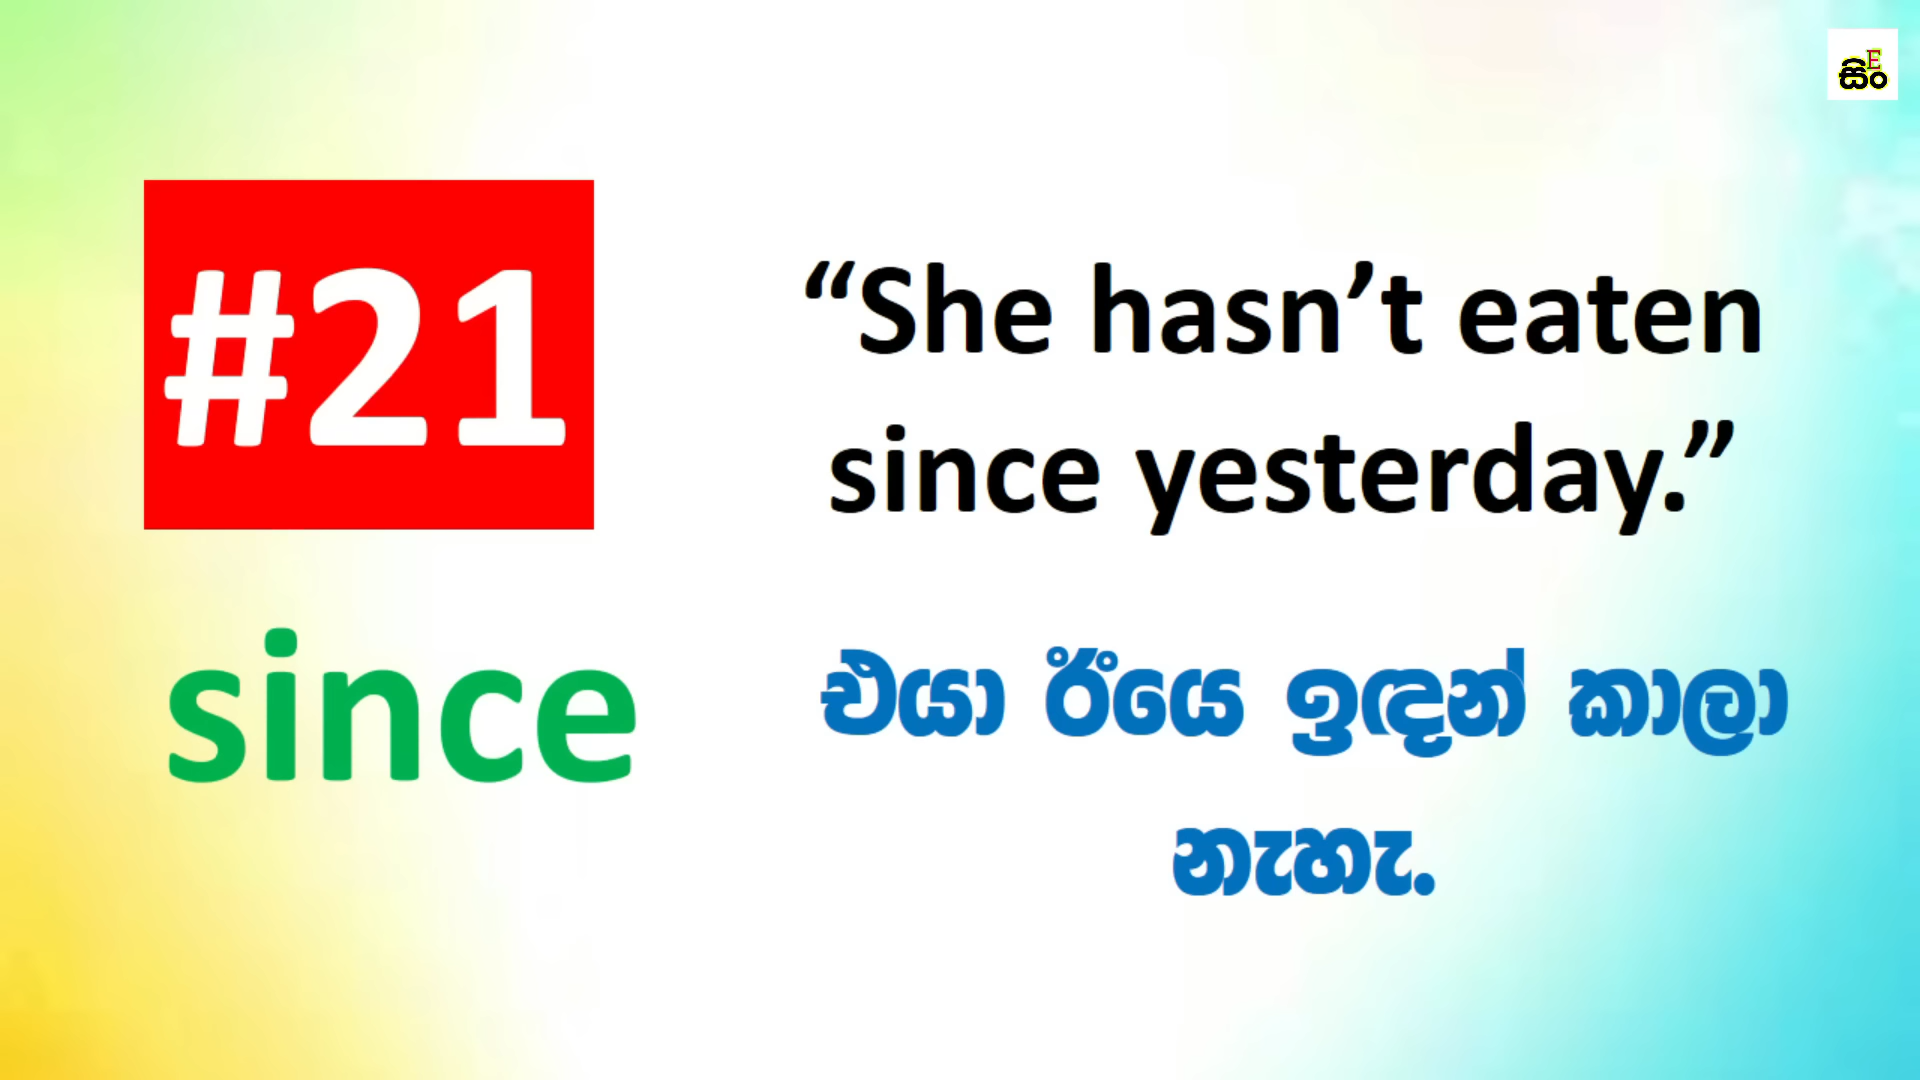 සිං
E
#21
“She hasn’t eaten
since yesterday.”
since
එයා ඊයෙ ඉඳන් කාලා
නැහැ.